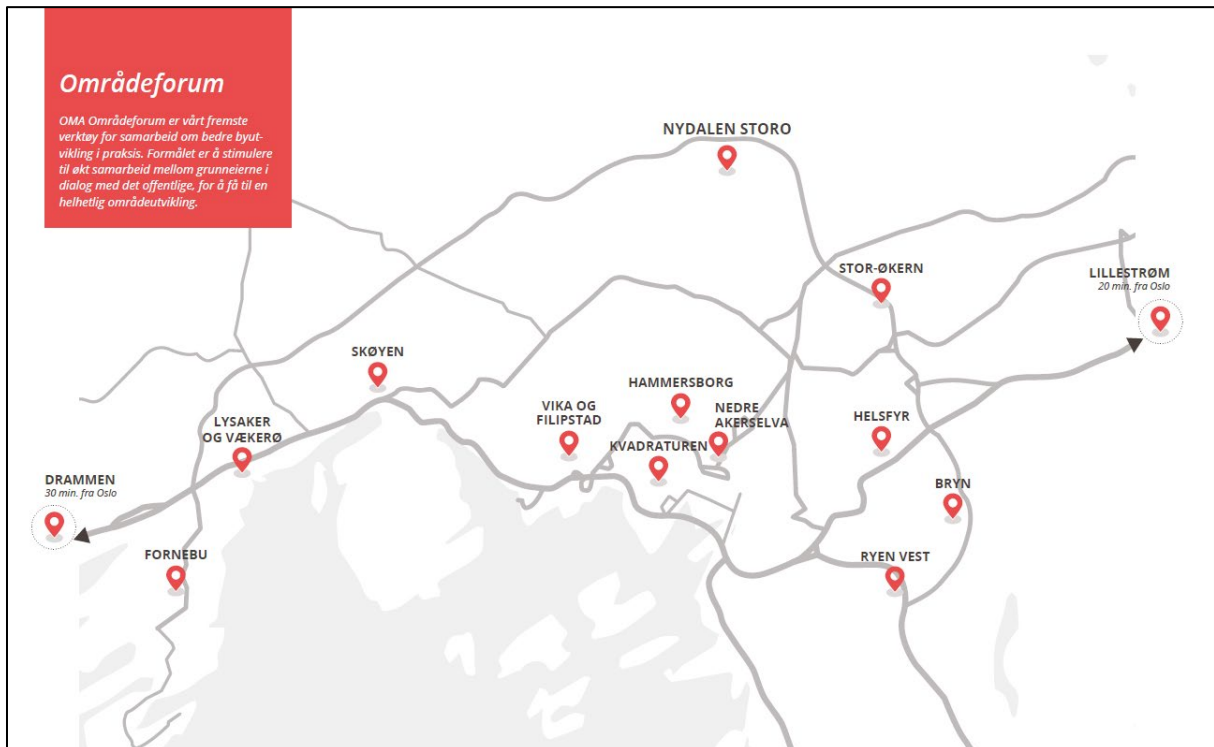 Områdeforum
OMA Områdeforum er vårt fremste
verktøy for samarbeid om bedre byut-
vikling i praksis. Formålet er å stimulere
til økt samarbeid mellom grunneierne i
dialog med det offentlige, for å få til en
helhetlig områdeutvikling.
NYDALEN STORO
STOR-ØKERN
LILLESTRØM
20 min. fra Oslo
SKØYEN
HAMMERSBORG
VIKA OG
FILIPSTAD
NEDRE
AKERSELVA
HELSFYR
LYSAKER
OG VÆKERØ
KVADRATUREN
DRAMMEN
30 min. fra Oslo
BRYN
FORNEBU
RYEN VEST